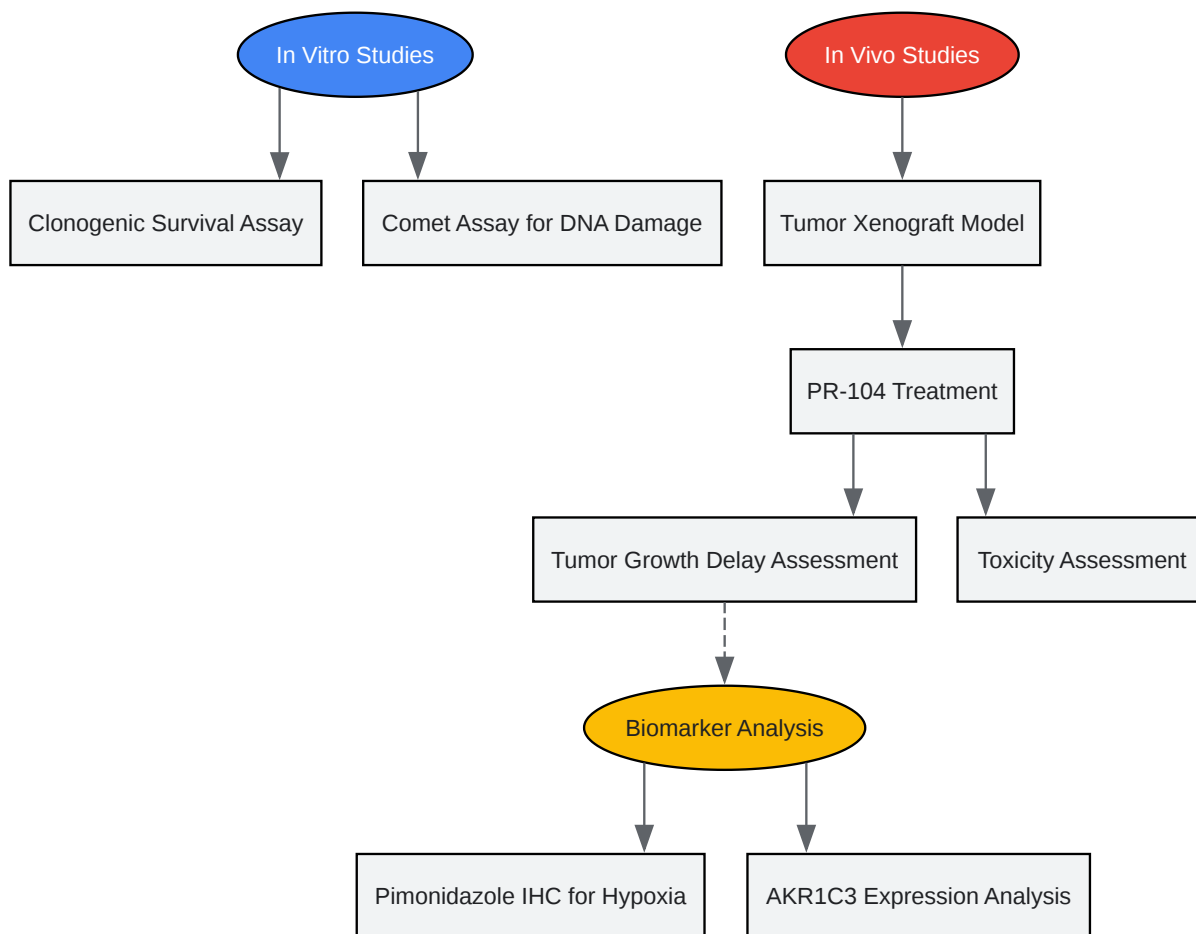 In Vitro Studies
In Vivo Studies
Clonogenic Survival Assay
Comet Assay for DNA Damage
Tumor Xenograft Model
PR-104 Treatment
Tumor Growth Delay Assessment
Toxicity Assessment
Biomarker Analysis
Pimonidazole IHC for Hypoxia
AKR1C3 Expression Analysis